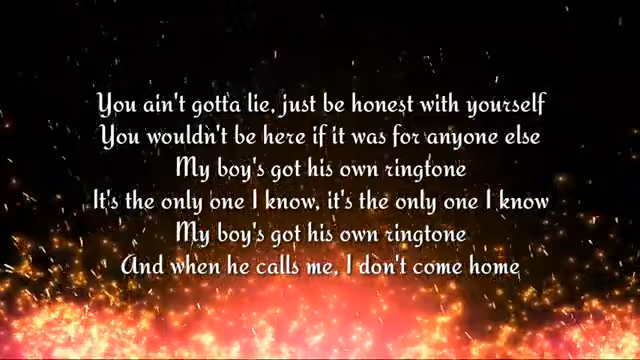 You ain't gotta lie, just be honest with yourself
You wouldn't be here if it was for anyone else
My boy's got his own ringtone
It's the only one I know, it's the only one I know
My boy's got his own ringtone
And when he calls me, I don't come home